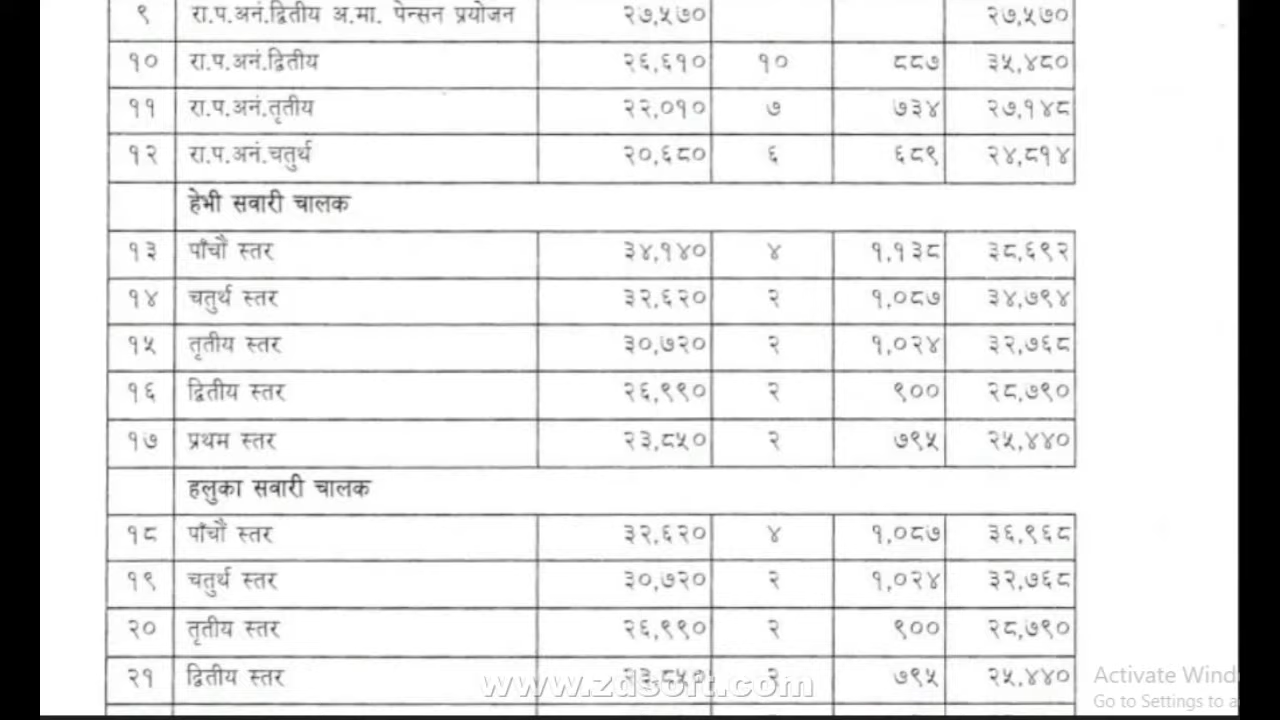 ९ रा.प.अनं.द्वितीय अ.मा. पेन्सन प्रयोजन २७,५७० २७,५७०
१० रा.प.अनं.द्वितीय २६,६१० १० ८८७ ३५,४८०
११ रा.प.अनं.तृतीय २२,०१० ७ ७३४ २७,१४८
१२ रा.प.अनं.चतुर्थ २०,६८० ६ ६८९ २४,८१४
हेभी सवारी चालक
१३ पाँचौ स्तर ३४,१४० ४ १,१३८ ३८,६९२
१४ चतुर्थ स्तर ३२,६२० २ १,०८७ ३४,७९४
१५ तृतीय स्तर ३०,७२० २ १,०२४ ३२,७६८
१६ द्वितीय स्तर २६,९९० २ ९०० २८,७९०
१७ प्रथम स्तर २३,८५० २ ७९५ २५,४४०
हलुका सवारी चालक
१८ पाँचौ स्तर ३२,६२० ४ १,०८७ ३६,९६८
१९ चतुर्थ स्तर ३०,७२० २ १,०२४ ३२,७६८
२० तृतीय स्तर २६,९९० २ ९०० २८,७९०
२१ द्वितीय स्तर २३,८५० २ ७९५ २५,४४०
www.zdsoft.com
Activate Wind
Go to Settings to a